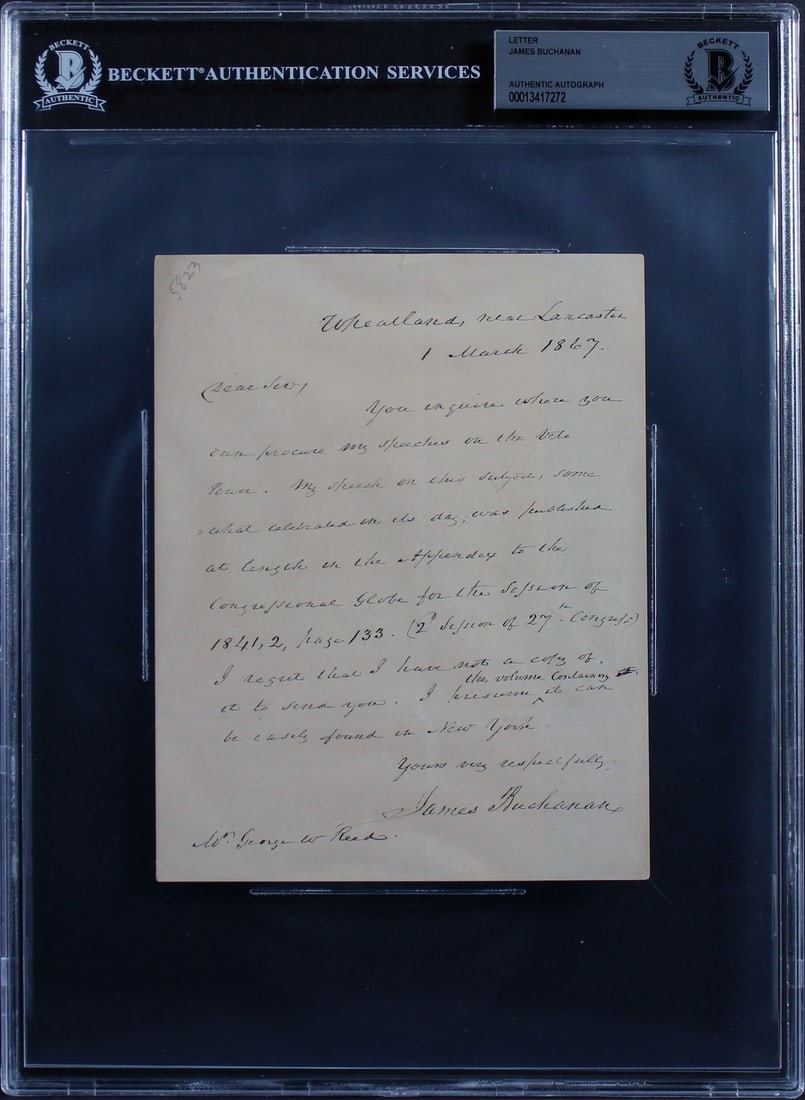 BECKETT
B
AUTHENTIC
BECKETT® AUTHENTICATION SERVICES
LETTER
JAMES BUCHANAN
AUTHENTIC AUTOGRAPH
00013417272
BECKETT
B
AUTHENTIC
5823
Wheatland, near Lancaster
1 March 1867.
Dear Sir,
You inquire where you
can procure my speeches on the Veto
Power. My speech on this subject, some
=what celebrated in its day, was published
at length in the Appendix to the
Congressional Globe for the Session of
1841,2, page 133. (2d Session of 27th Congress)
I regret that I have not a copy of
the volume containing it
it to send you. I presume ^ it can
be easily found in New York.
Yours very respectfully,
James Buchanan
Mr. George W Reed.